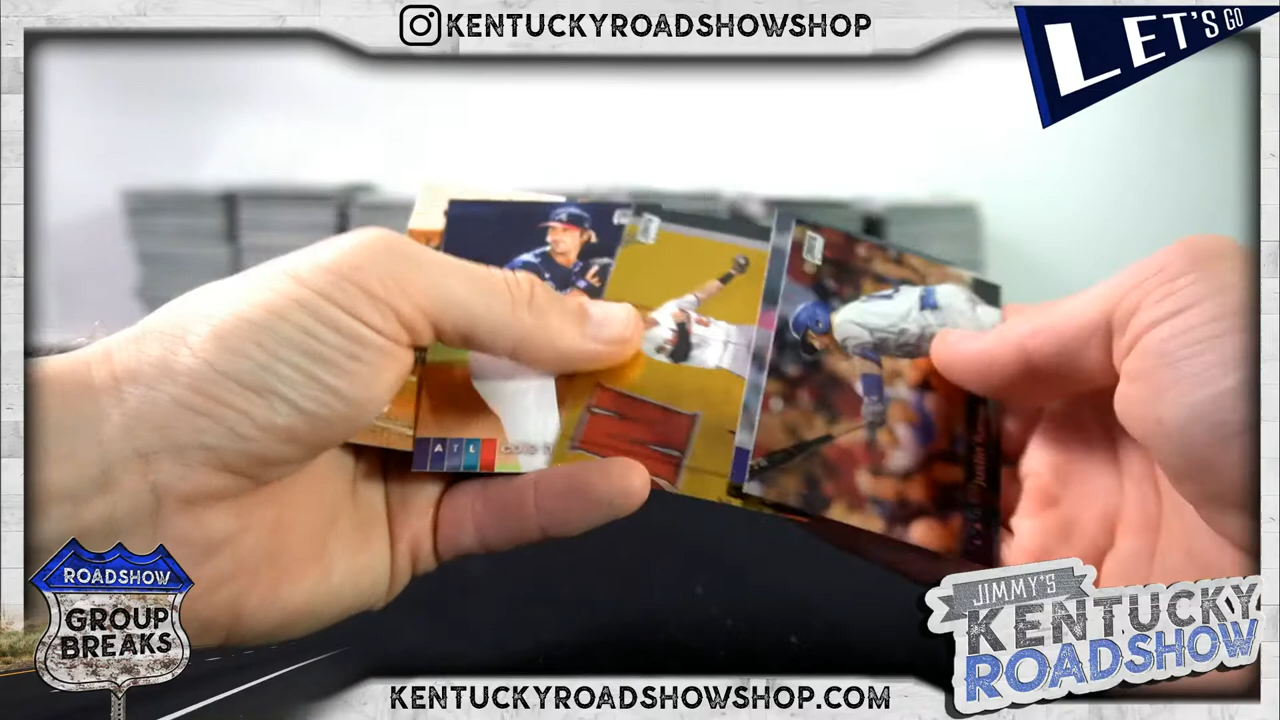 KENTUCKYROADSHOWSHOP
LET'S GO
ATL
ROADSHOW
GROUP
BREAKS
JIMMY'S
KENTUCKY
ROADSHOW
KENTUCKYROADSHOWSHOP.COM